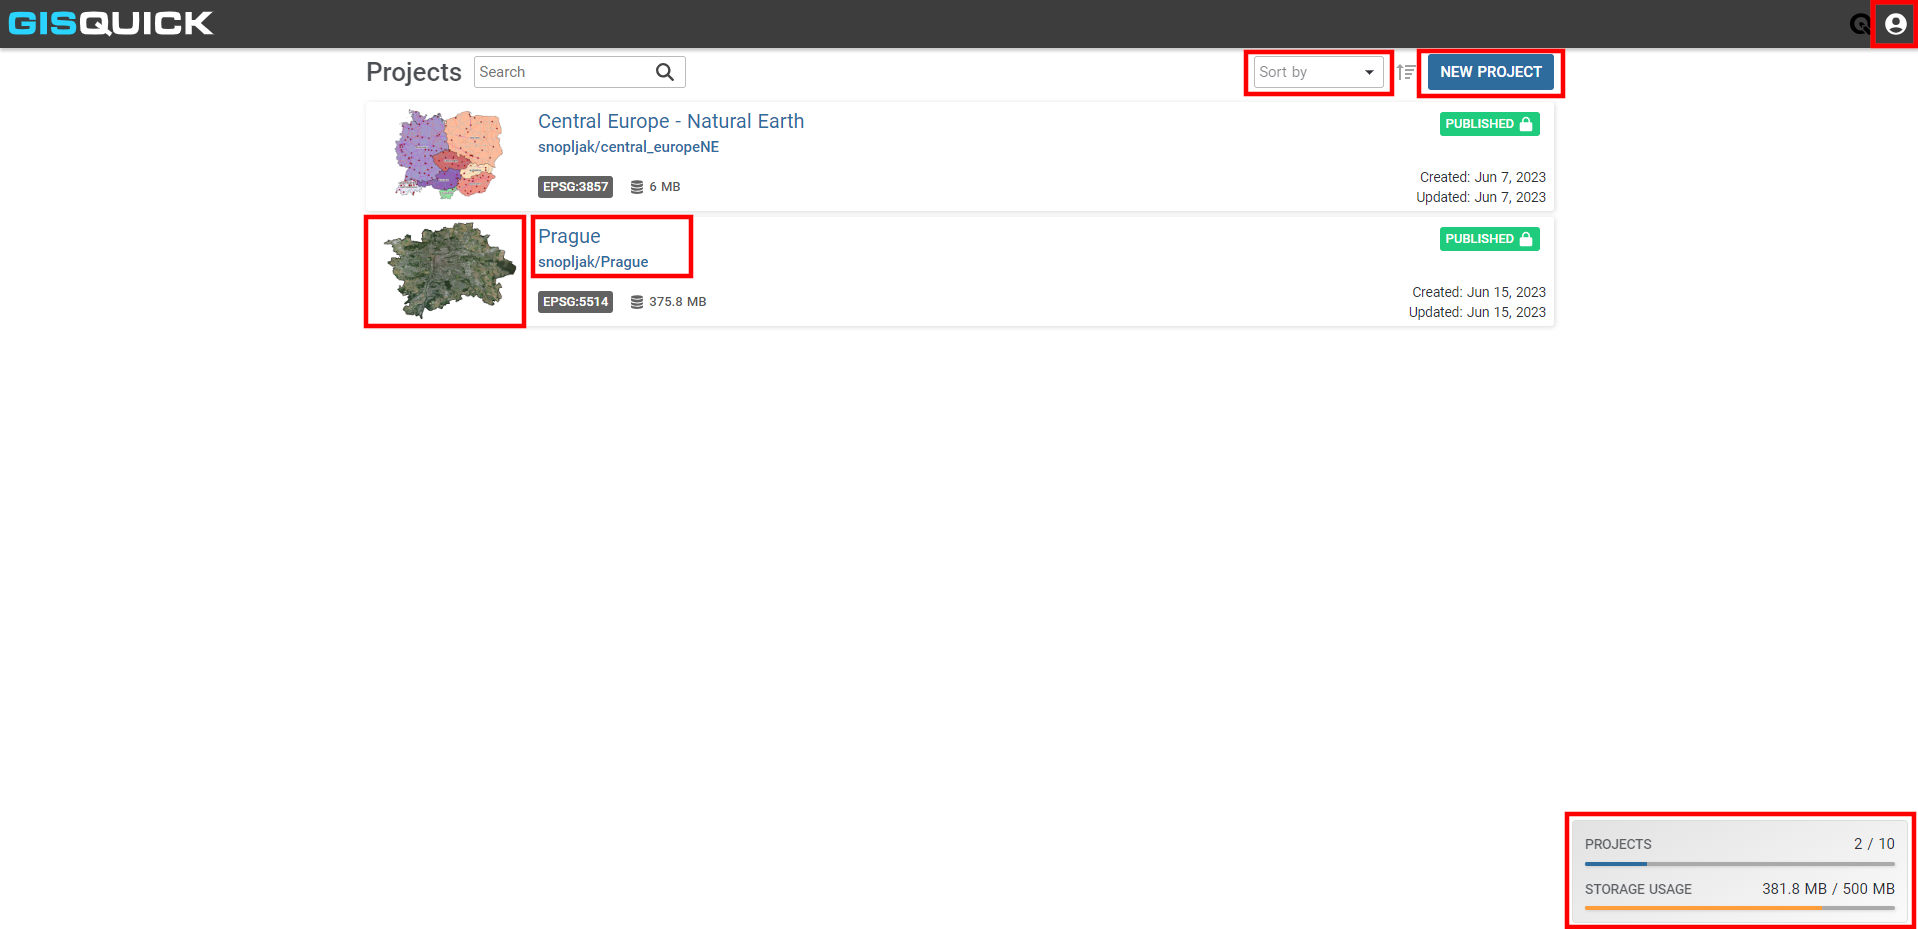 GISQUICK
Projects Search Sort by NEW PROJECT
Central Europe - Natural Earth PUBLISHED
snopljak/central_europeNE
EPSG:3857 6 MB Created: Jun 7, 2023
Updated: Jun 7, 2023
Prague PUBLISHED
snopljak/Prague
EPSG:5514 375.8 MB Created: Jun 15, 2023
Updated: Jun 15, 2023
PROJECTS 2 / 10
STORAGE USAGE 381.8 MB / 500 MB